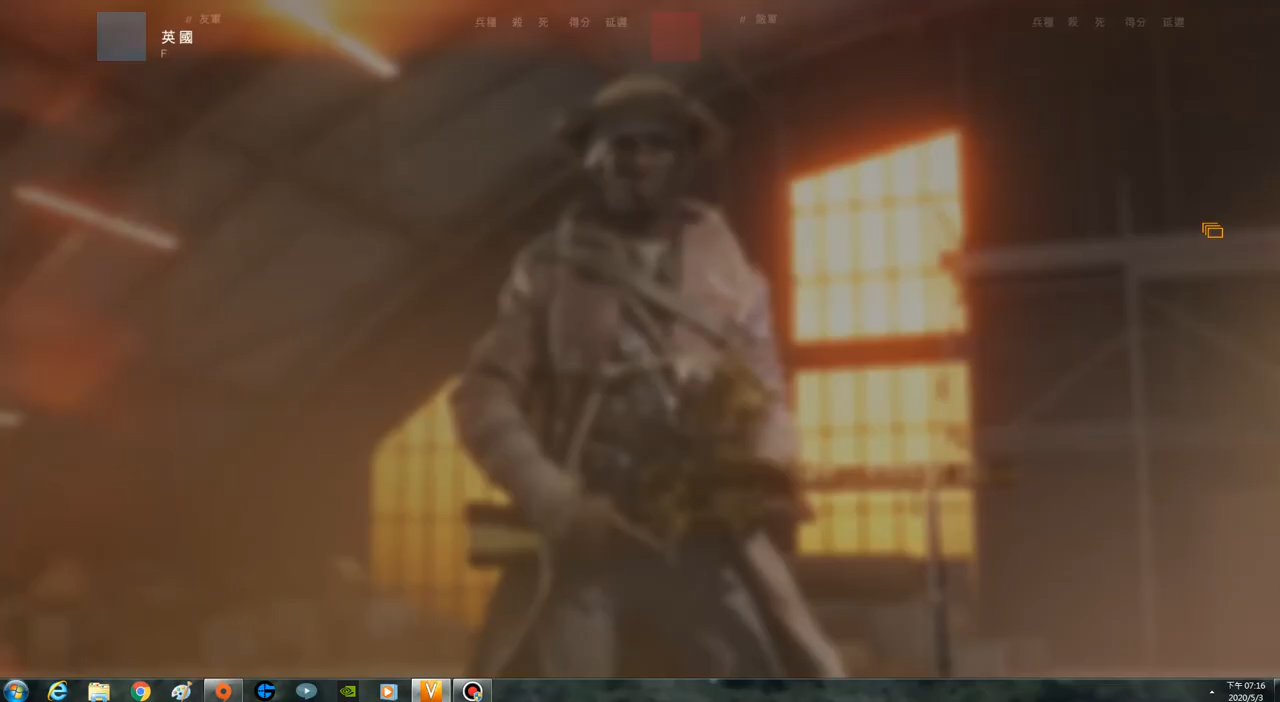 // 友軍
英國
F
兵種 殺 死 得分 延遲
// 敵軍
兵種 殺 死 得分 延遲
下午 07:16
2020/5/3